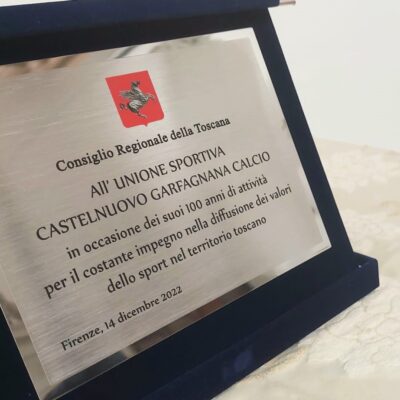 Consiglio Regionale della Toscana
All' UNIONE SPORTIVA
CASTELNUOVO GARFAGNANA CALCIO
in occasione dei suoi 100 anni di attività
per il costante impegno nella diffusione dei valori
dello sport nel territorio toscano
Firenze, 14 dicembre 2022